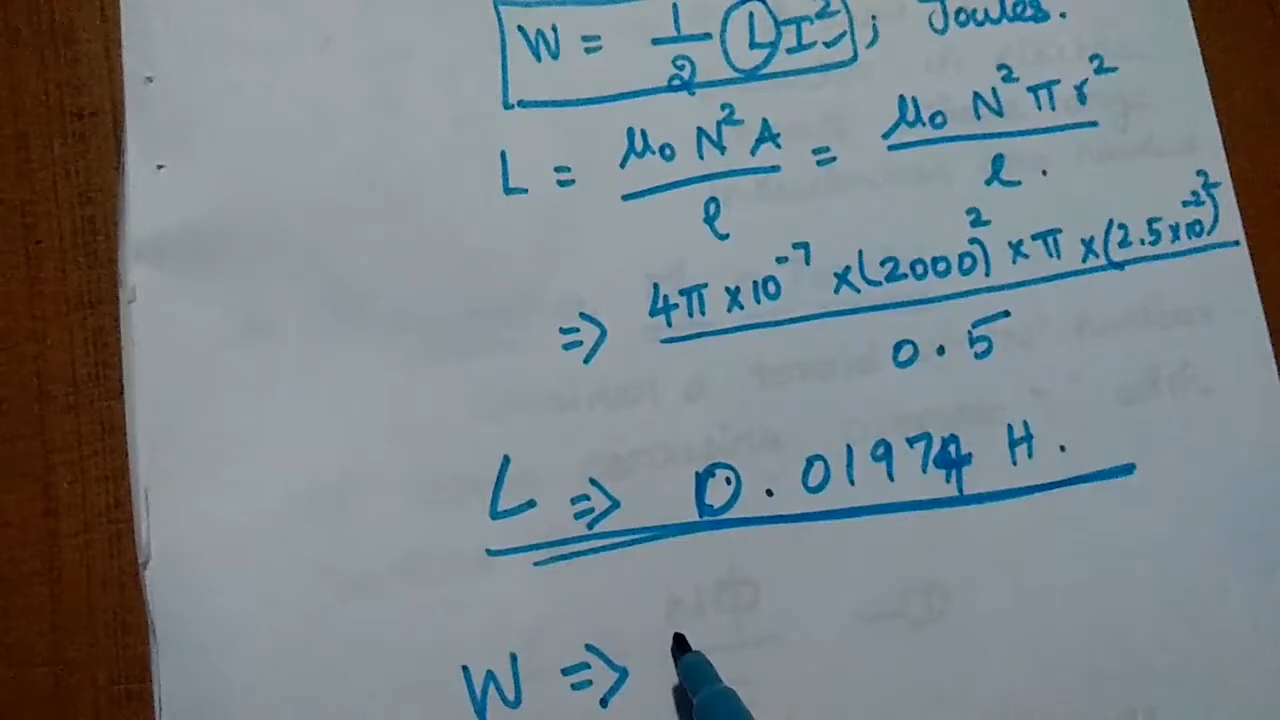 W = 1/2 L I²; Joules.
L = μ₀ N² A / l = μ₀ N² π r² / l.
=> 4π × 10⁻⁷ × (2000)² × π × (2.5×10⁻²)² / 0.5
L => 0.01974 H.
W =>